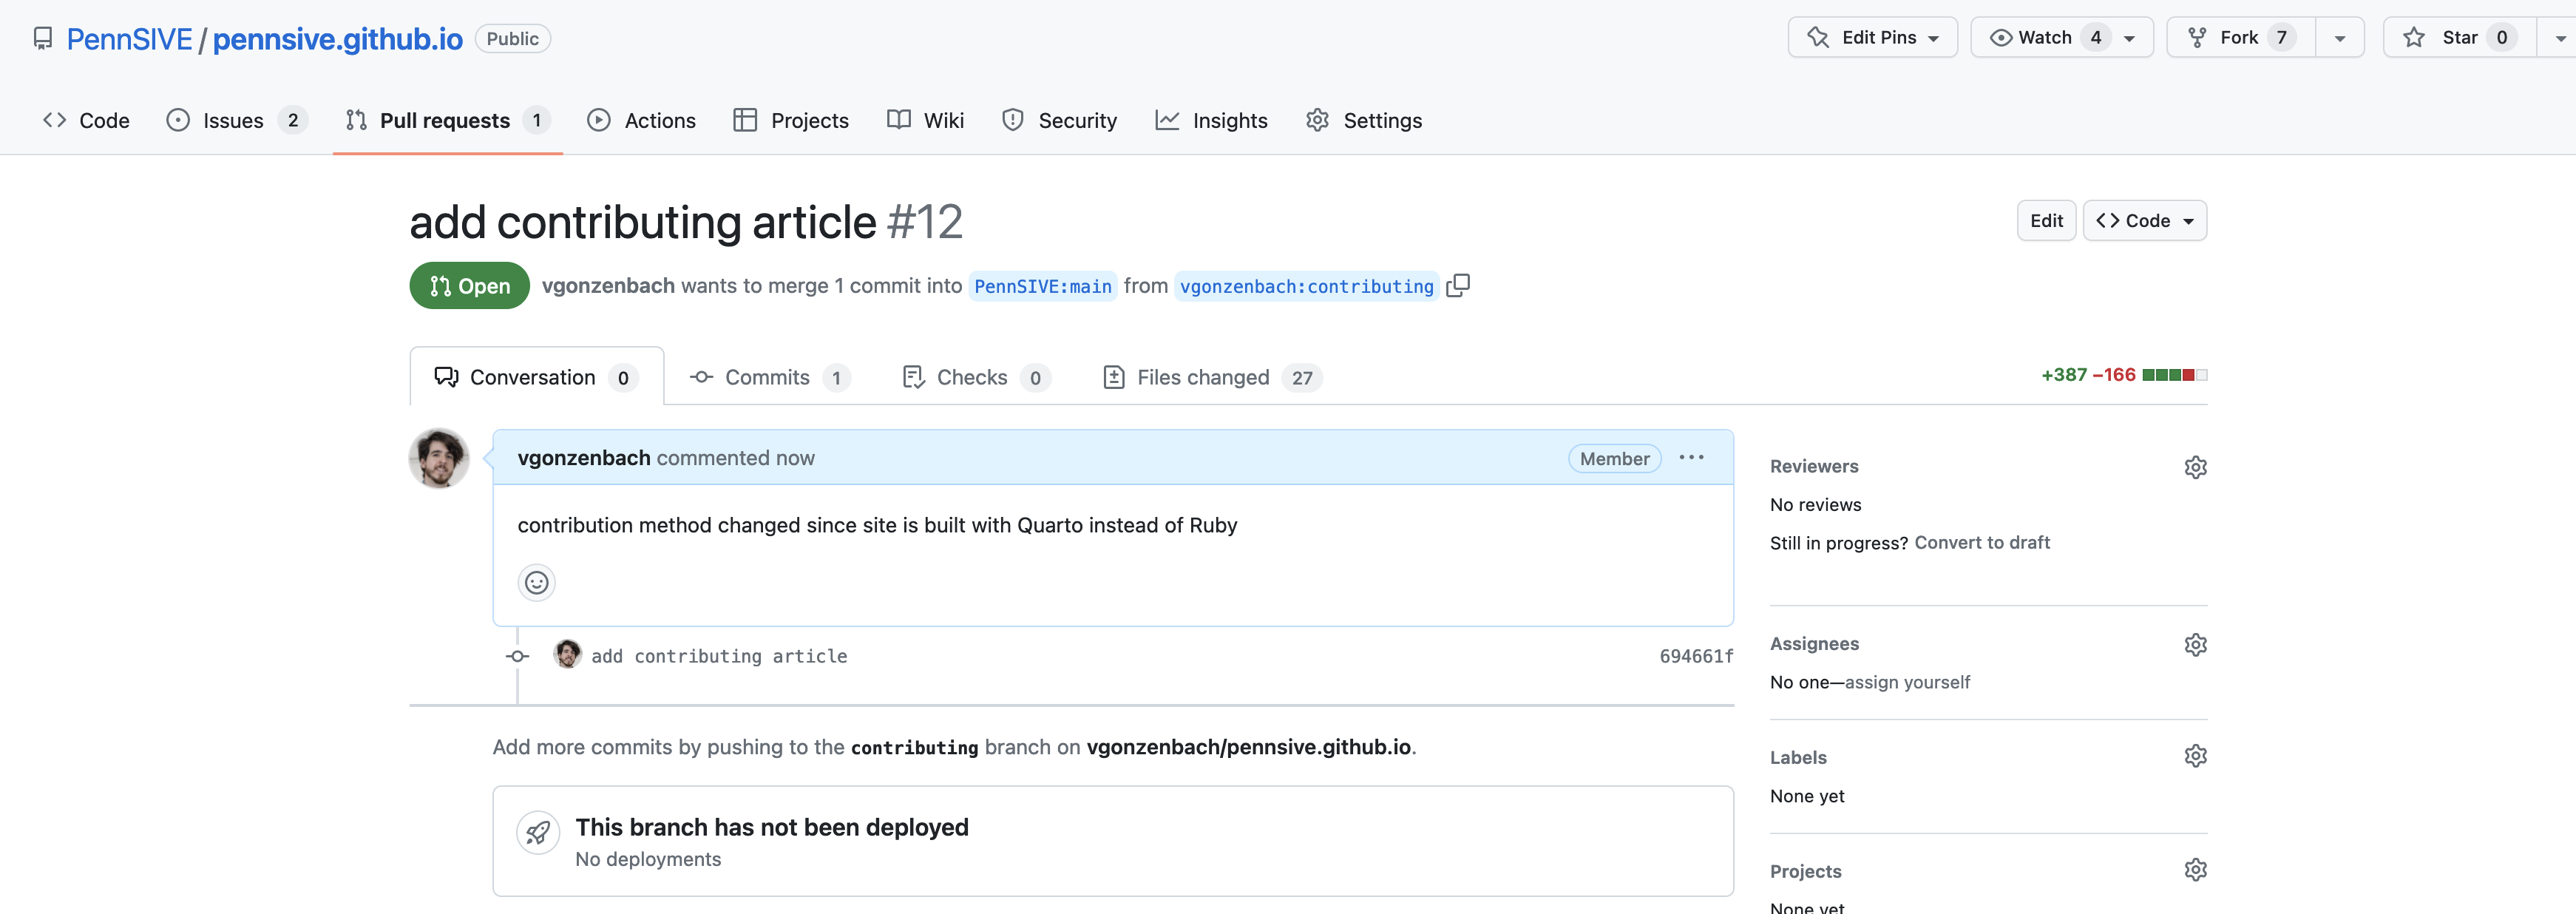 PennSIVE / pennsive.github.io Public Edit Pins Watch 4 Fork 7 Star 0
Code Issues 2 Pull requests 1 Actions Projects Wiki Security Insights Settings
add contributing article #12
Edit Code
Open vgonzenbach wants to merge 1 commit into PennSIVE:main from vgonzenbach:contributing
Conversation 0 Commits 1 Checks 0 Files changed 27 +387 −166
vgonzenbach commented now Member
contribution method changed since site is built with Quarto instead of Ruby
add contributing article 694661f
Add more commits by pushing to the contributing branch on vgonzenbach/pennsive.github.io.
This branch has not been deployed
No deployments
Reviewers
No reviews
Still in progress? Convert to draft
Assignees
No one—assign yourself
Labels
None yet
Projects
None yet